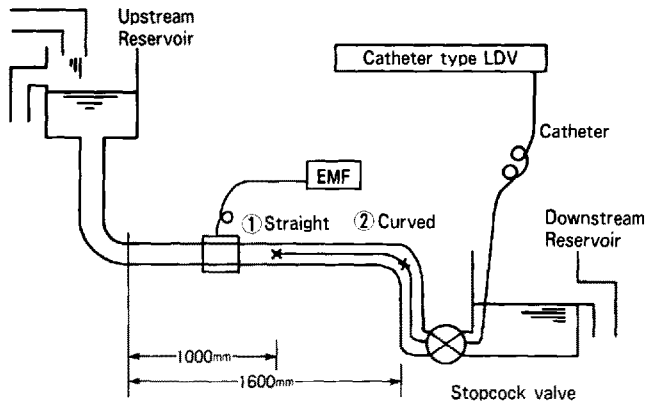 Upstream
Reservoir
Catheter type LDV
Catheter
EMF
① Straight
② Curved
Downstream
Reservoir
1000mm
1600mm
Stopcock valve